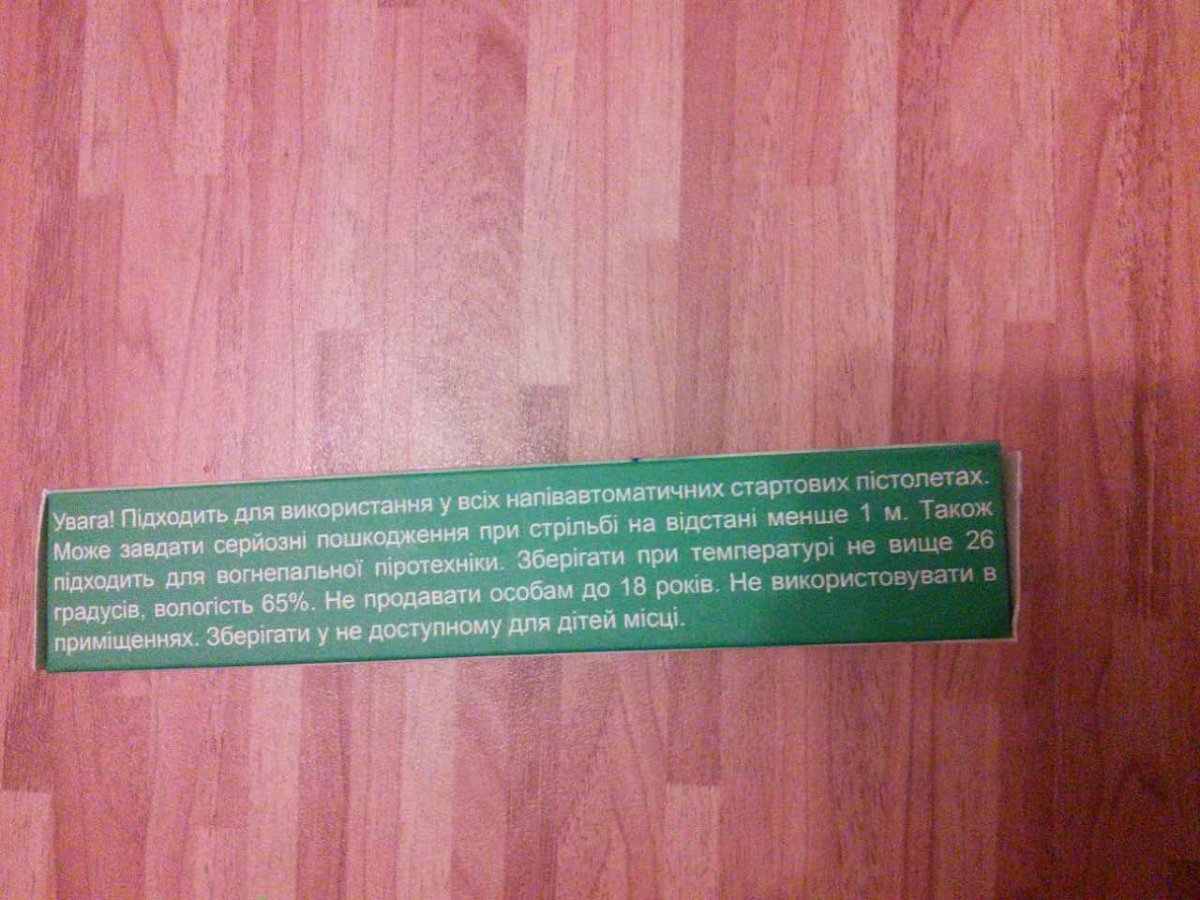 Увага! Підходить для використання у всіх напівавтоматичних стартових пістолетах.
Може завдати серйозні пошкодження при стрільбі на відстані менше 1 м. Також
підходить для вогнепальної піротехніки. Зберігати при температурі не вище 26
градусів, вологість 65%. Не продавати особам до 18 років. Не використовувати в
приміщеннях. Зберігати у не доступному для дітей місці.